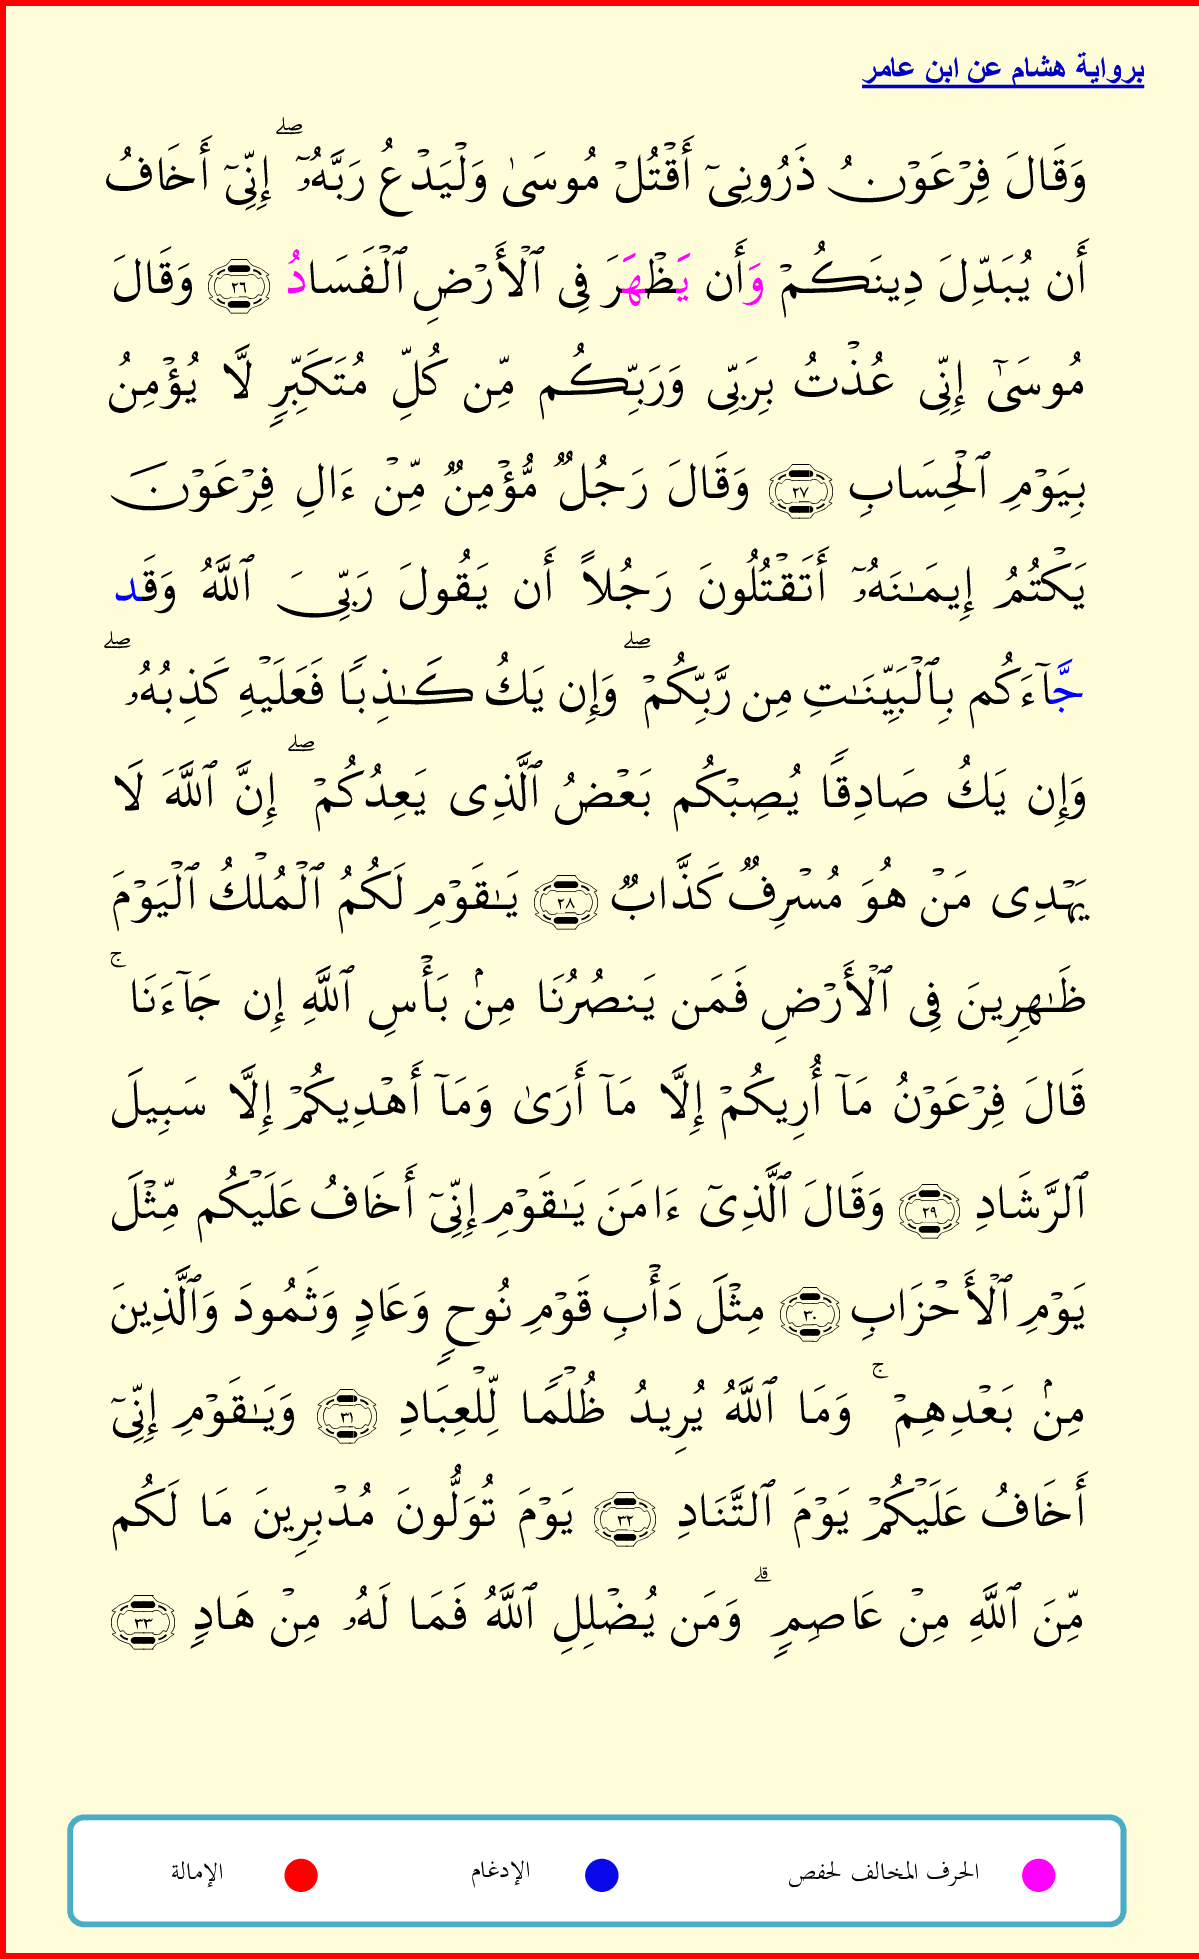 برواية هشام عن ابن عامر
وَقَالَ فِرۡعَوۡنُ ذَرُونِىٓ أَقۡتُلۡ مُوسَىٰ وَلۡيَدۡعُ رَبَّهُۥٓۖ إِنِّىٓ أَخَافُ
أَن يُبَدِّلَ دِينَكُمۡ وَأَن يَظۡهَرَ فِى ٱلۡأَرۡضِ ٱلۡفَسَادُ ٢٦ وَقَالَ
مُوسَىٰٓ إِنِّى عُذۡتُ بِرَبِّى وَرَبِّكُم مِّن كُلِّ مُتَكَبِّرٍ لَّا يُؤۡمِنُ
بِيَوۡمِ ٱلۡحِسَابِ ٢٧ وَقَالَ رَجُلٌ مُّؤۡمِنٌ مِّنۡ ءَالِ فِرۡعَوۡنَ
يَكۡتُمُ إِيمَـٰنَهُۥٓ أَتَقۡتُلُونَ رَجُلاً أَن يَقُولَ رَبِّىَ ٱللَّهُ وَقَد
جَّآءَكُم بِٱلۡبَيِّنَـٰتِ مِن رَّبِّكُمۡۖ وَإِن يَكُ كَـٰذِبًا فَعَلَيۡهِ كَذِبُهُۥۖ
وَإِن يَكُ صَادِقًا يُصِبۡكُم بَعۡضُ ٱلَّذِى يَعِدُكُمۡۖ إِنَّ ٱللَّهَ لَا
يَهۡدِى مَنۡ هُوَ مُسۡرِفٌ كَذَّابٌ ٢٨ يَـٰقَوۡمِ لَكُمُ ٱلۡمُلۡكُ ٱلۡيَوۡمَ
ظَـٰهِرِينَ فِى ٱلۡأَرۡضِ فَمَن يَنصُرُنَا مِنۢ بَأۡسِ ٱللَّهِ إِن جَآءَنَاۚ
قَالَ فِرۡعَوۡنُ مَآ أُرِيكُمۡ إِلَّا مَآ أَرَىٰ وَمَآ أَهۡدِيكُمۡ إِلَّا سَبِيلَ
ٱلرَّشَادِ ٢٩ وَقَالَ ٱلَّذِىٓ ءَامَنَ يَـٰقَوۡمِ إِنِّىٓ أَخَافُ عَلَيۡكُم مِّثۡلَ
يَوۡمِ ٱلۡأَحۡزَابِ ٣٠ مِثۡلَ دَأۡبِ قَوۡمِ نُوحٍ وَعَادٍ وَثَمُودَ وَٱلَّذِينَ
مِنۢ بَعۡدِهِمۡۚ وَمَا ٱللَّهُ يُرِيدُ ظُلۡمًا لِّلۡعِبَادِ ٣١ وَيَـٰقَوۡمِ إِنِّىٓ
أَخَافُ عَلَيۡكُمۡ يَوۡمَ ٱلتَّنَادِ ٣٢ يَوۡمَ تُوَلُّونَ مُدۡبِرِينَ مَا لَكُم
مِّنَ ٱللَّهِ مِنۡ عَاصِمٍۗ وَمَن يُضۡلِلِ ٱللَّهُ فَمَا لَهُۥ مِنۡ هَادٍ ٣٣
الحرف المخالف لحفص الإدغام الإمالة